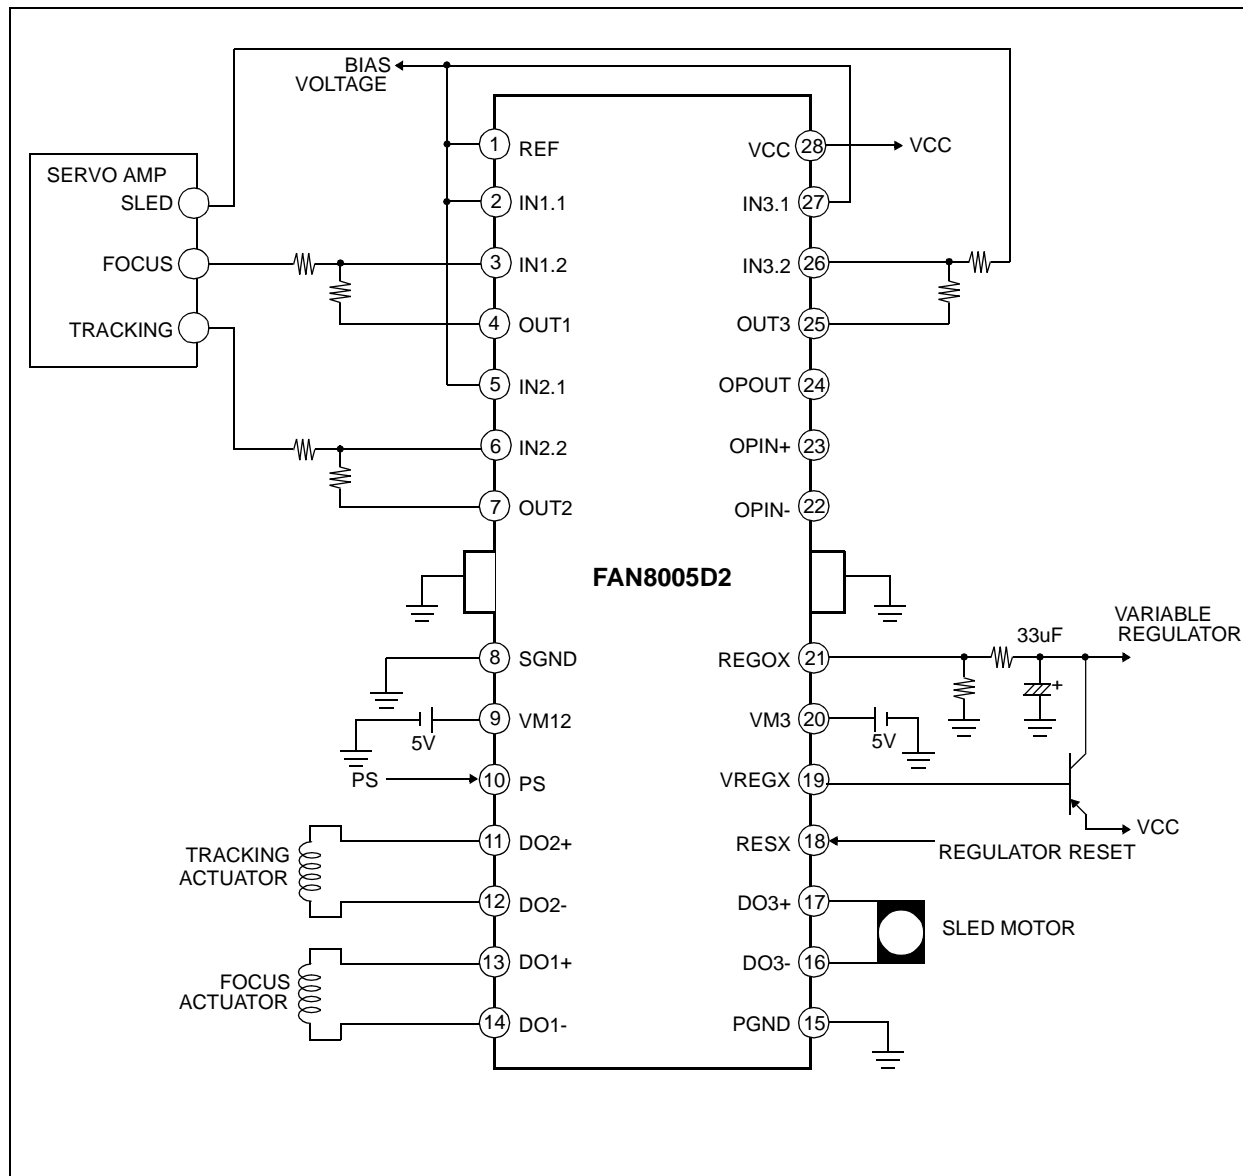 BIAS
VOLTAGE
SERVO AMP
SLED
FOCUS
TRACKING
1 REF
2 IN1.1
3 IN1.2
4 OUT1
5 IN2.1
6 IN2.2
7 OUT2
8 SGND
9 VM12
5V
PS
10 PS
11 DO2+
12 DO2-
TRACKING
ACTUATOR
13 DO1+
14 DO1-
FOCUS
ACTUATOR
FAN8005D2
VCC 28
VCC
IN3.1 27
IN3.2 26
OUT3 25
OPOUT 24
OPIN+ 23
OPIN- 22
REGOX 21
33uF
+
VARIABLE
REGULATOR
VM3 20
5V
VREGX 19
VCC
RESX 18
REGULATOR RESET
DO3+ 17
DO3- 16
SLED MOTOR
PGND 15